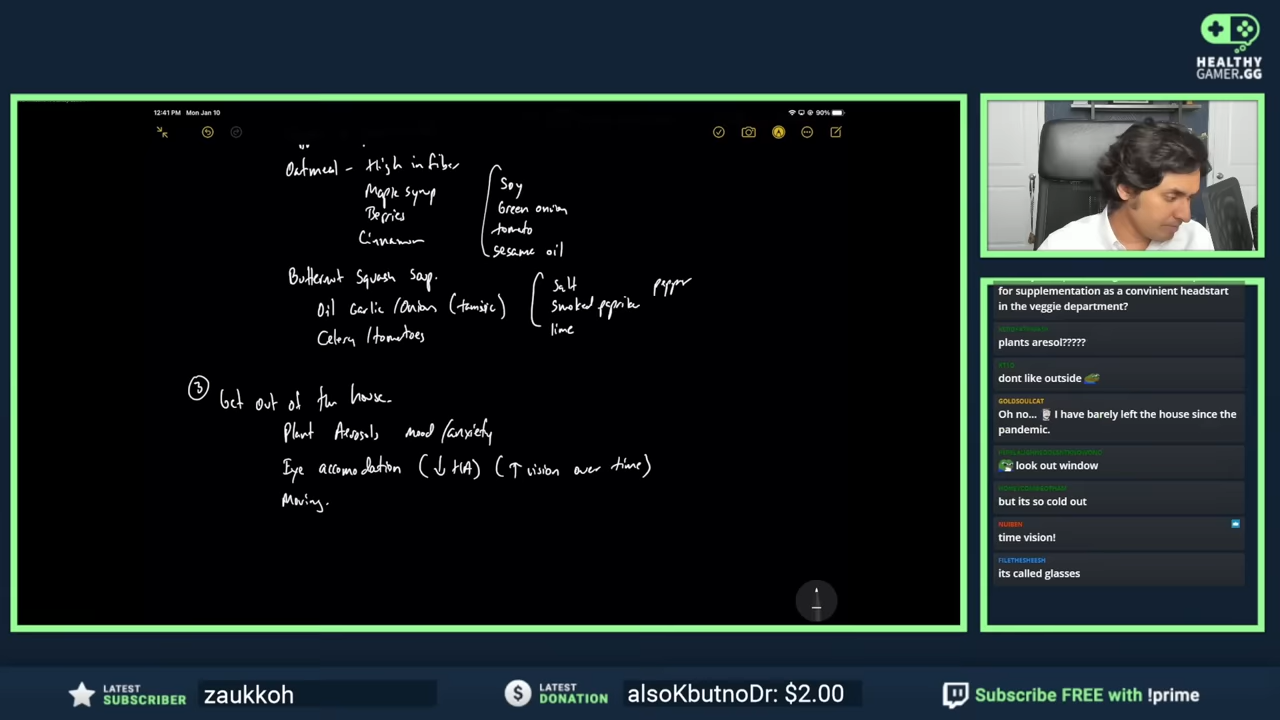 HEALTHY
GAMER.GG
12:41 PM Mon Jan 10
90%
Oatmeal - High in fiber
Maple syrup
Berries
Cinnamon
Soy
Green onion
tomato
sesame oil
Butternut Squash soup.
Oil garlic/Onion
Celery/tomatoes
Salt
pepper
smoked paprika
lime
3 Get out of the house.
Plant Aerosols mood/anxiety
Eye accomodation (↓ HA) (↑ vision over time)
Moving.
for supplementation as a convinient headstart
in the veggie department?
plants aresol?????
dont like outside
GOLDSOULCAT
Oh no... I have barely left the house since the
pandemic.
look out window
but its so cold out
NUIBEN
time vision!
FILETHESHEESH
its called glasses
LATEST
SUBSCRIBER
zaukkoh
$ LATEST
DONATION
alsoKbutnoDr: $2.00
Subscribe FREE with !prime